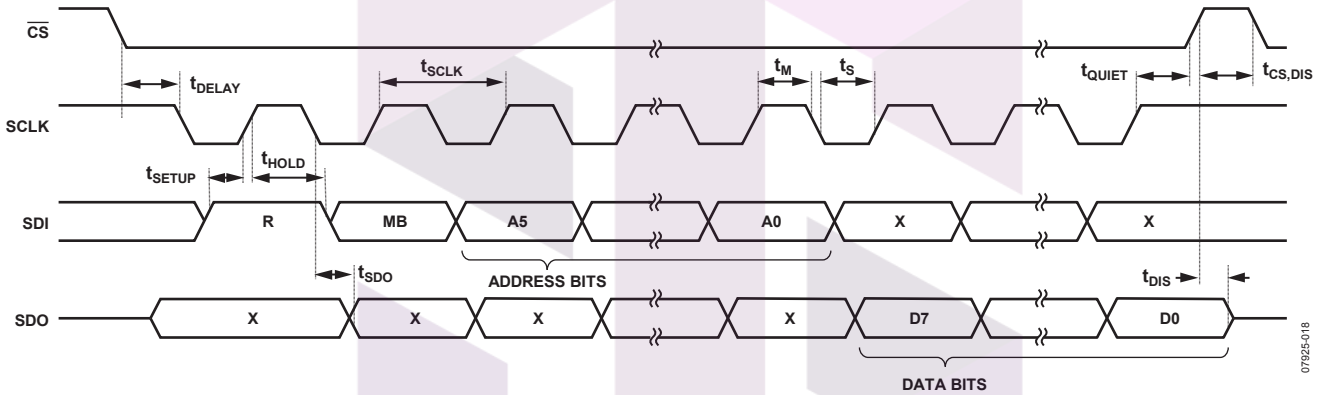 CS
tDELAY
tSCLK
tM
tS
tQUIET
tCS,DIS
SCLK
tSETUP
tHOLD
SDI
R
MB
A5
A0
X
X
tSDO
ADDRESS BITS
tDIS
SDO
X
X
X
X
D7
D0
DATA BITS
07925-018